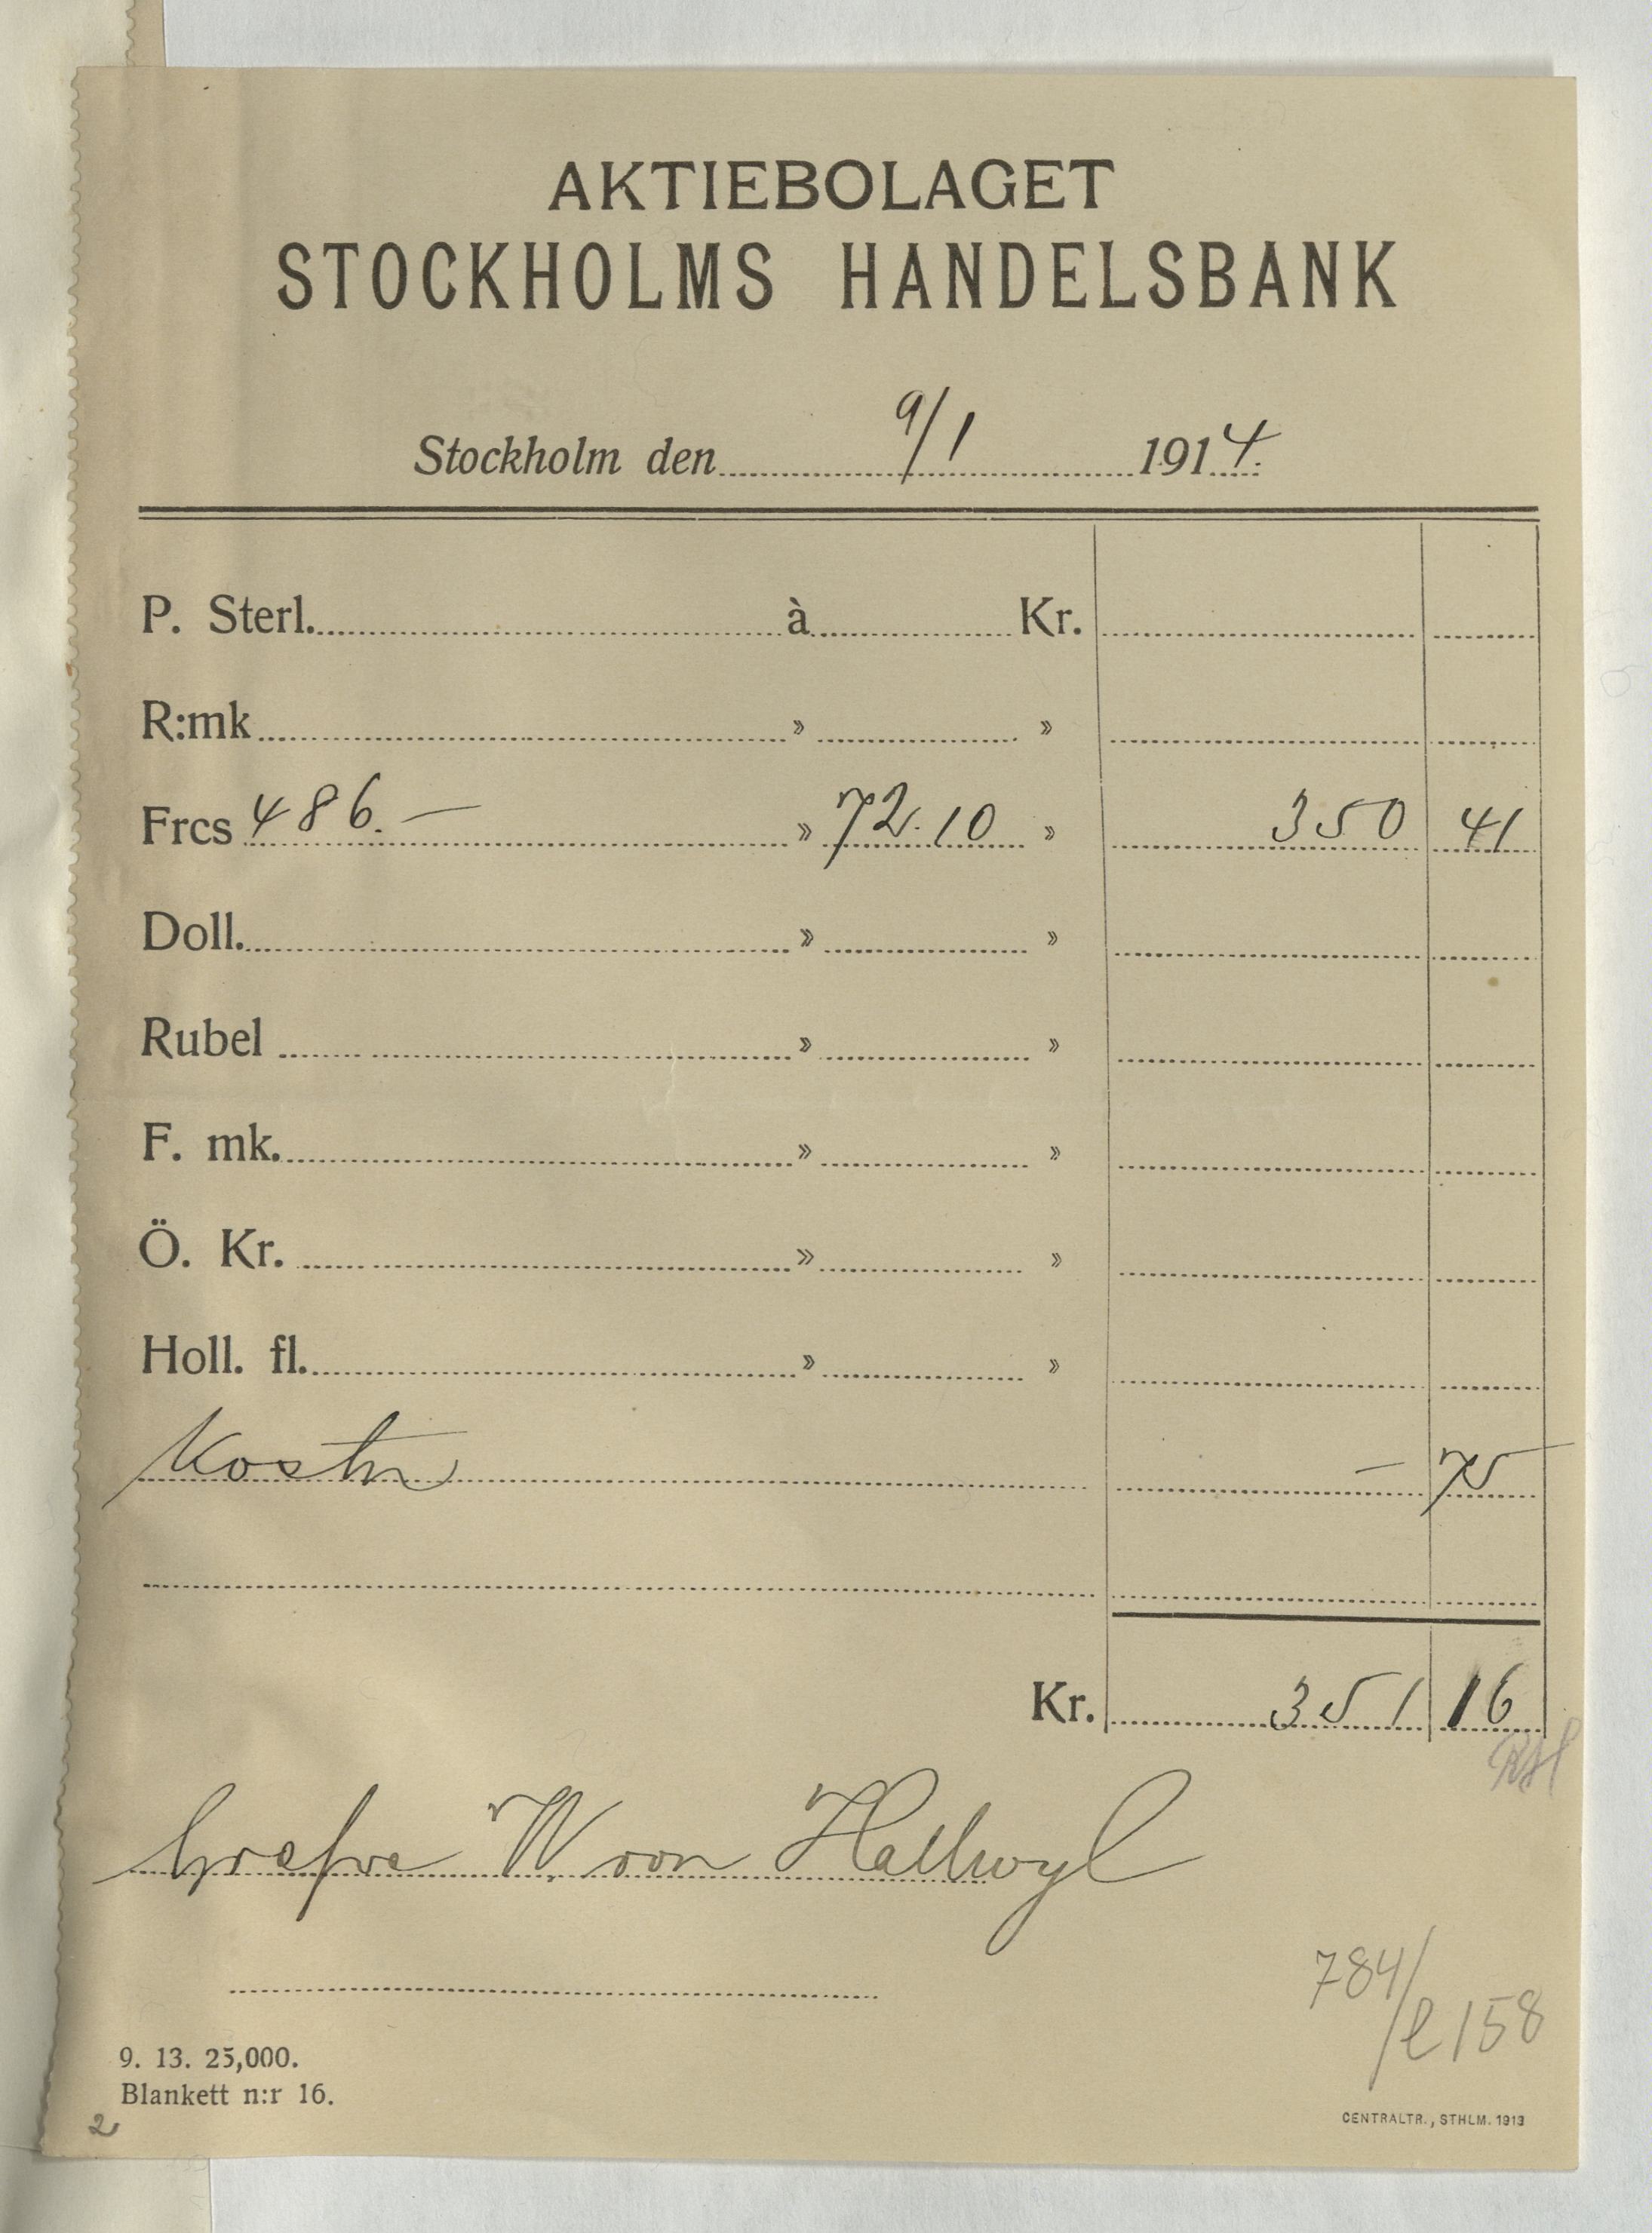 AKTIEBOLAGET
STOCKHOLMS HANDELSBANK
Stockholm den 9/1 1914.
P. Sterl. à Kr.
R:mk » »
Frcs 486.— » 72.10 » 350 41
Doll. » »
Rubel » »
F. mk. » »
Ö. Kr. » »
Holl. fl. » »
Kostn — 75
Kr. 351 16
Grefve W von Hallwyl
784/
/l 158
9. 13. 25,000.
Blankett n:r 16.
CENTRALTR., STHLM. 1913
2